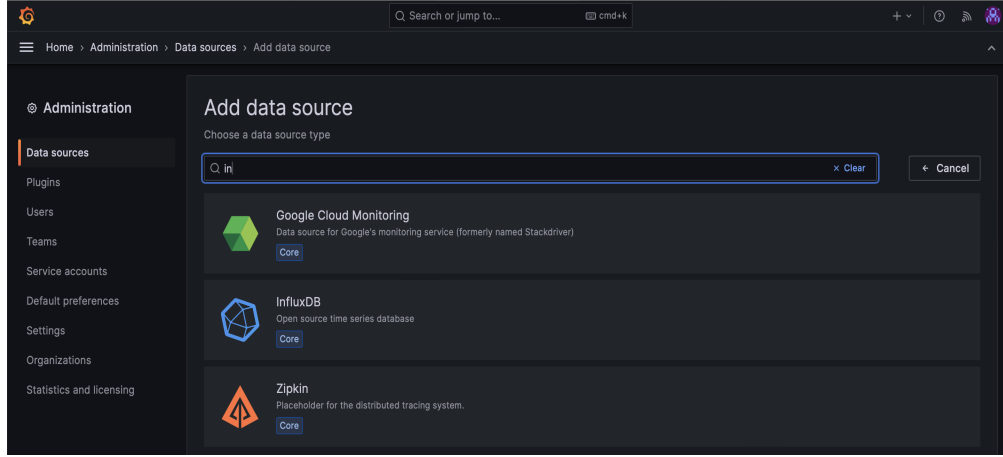 Search or jump to... cmd+k
Home › Administration › Data sources › Add data source
Administration
Data sources
Plugins
Users
Teams
Service accounts
Default preferences
Settings
Organizations
Statistics and licensing
Add data source
Choose a data source type
in
× Clear
← Cancel
Google Cloud Monitoring
Data source for Google's monitoring service (formerly named Stackdriver)
Core
InfluxDB
Open source time series database
Core
Zipkin
Placeholder for the distributed tracing system.
Core